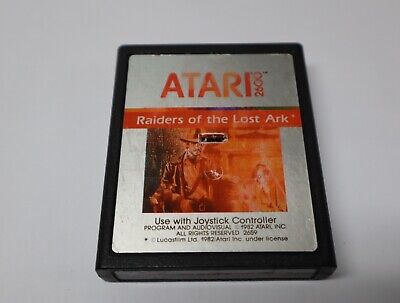 ATARI 2600™
Raiders of the Lost Ark*
Use with Joystick Controller
PROGRAM AND AUDIOVISUAL ©1982 ATARI, INC.
ALL RIGHTS RESERVED 2659
* © Lucasfilm Ltd. 1982 Atari Inc. under license